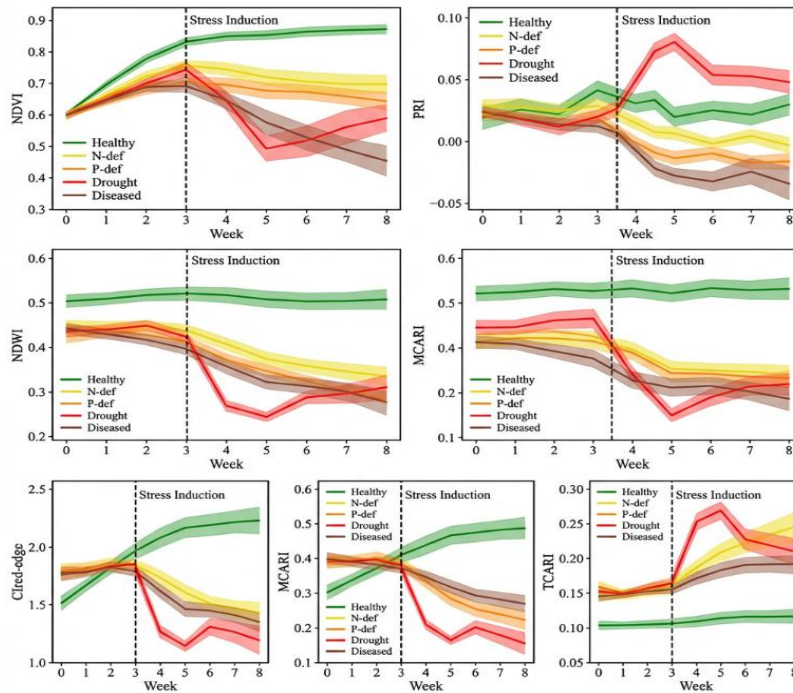 Stress Induction
0.9
0.8
0.7
0.6
0.5
0.4
0.3
NDVI
Healthy
N-def
P-def
Drought
Diseased
0 1 2 3 4 5 6 7 8
Week
Stress Induction
0.10
0.05
0.00
−0.05
PRI
Healthy
N-def
P-def
Drought
Diseased
0 1 2 3 4 5 6 7 8
Week
Stress Induction
0.6
0.5
0.4
0.3
0.2
NDWI
Healthy
N-def
P-def
Drought
Diseased
0 1 2 3 4 5 6 7 8
Week
Stress Induction
0.6
0.5
0.4
0.2
0.1
MCARI
Healthy
N-def
P-def
Drought
Diseased
0 1 2 3 4 5 6 7 8
Week
Stress Induction
2.5
2.0
1.5
1.0
CIred-edge
Healthy
N-def
P-def
Drought
Diseased
0 1 2 3 4 5 6 7 8
Week
Healthy
N-def
P-def
Drought
Diseased
Stress Induction
0.6
0.5
0.4
0.3
0.2
0.1
MCARI
Healthy
N-def
P-def
Drought
Diseased
0 1 2 3 4 5 6 7 8
Week
Healthy
N-def
P-def
Drought
Diseased
Stress Induction
0.30
0.25
0.20
0.15
0.10
0.05
TCARI
0 1 2 3 4 5 6 7 8
Week